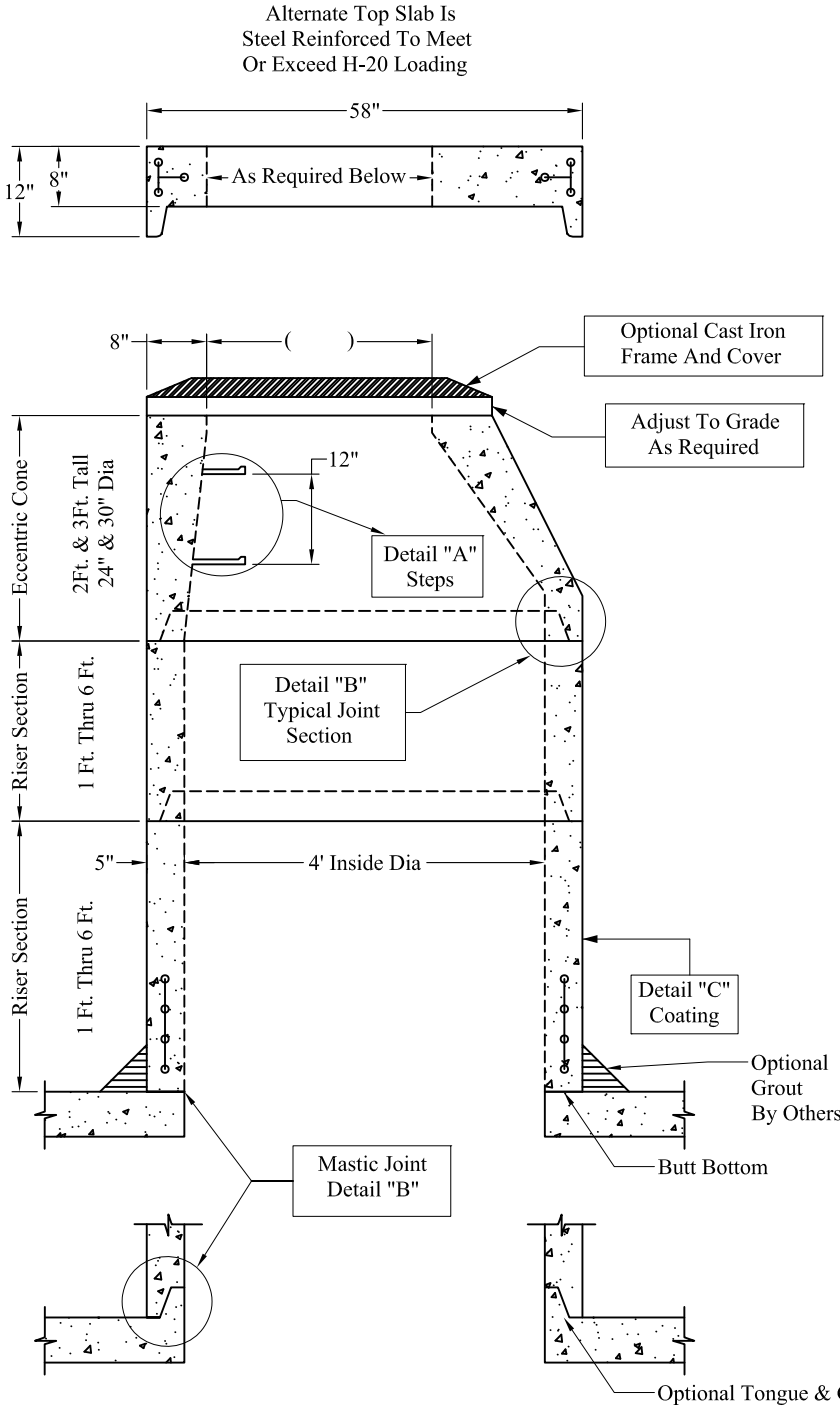 Alternate Top Slab Is
Steel Reinforced To Meet
Or Exceed H-20 Loading
58"
12"
8"
As Required Below
8"
( )
Optional Cast Iron
Frame And Cover
Adjust To Grade
As Required
Eccentric Cone
2Ft. & 3Ft. Tall
24" & 30" Dia
12"
Detail "A"
Steps
Riser Section
1 Ft. Thru 6 Ft.
Detail "B"
Typical Joint
Section
5"
4' Inside Dia
Riser Section
1 Ft. Thru 6 Ft.
Detail "C"
Coating
Optional
Grout
By Others
Butt Bottom
Mastic Joint
Detail "B"
Optional Tongue &